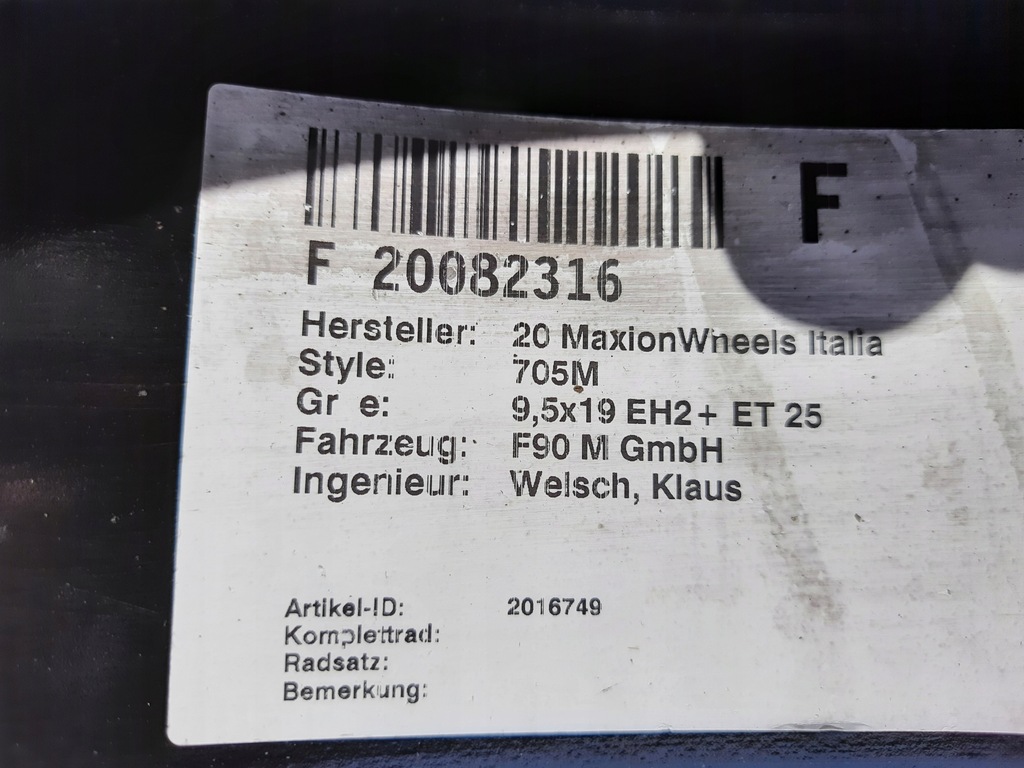 F
F 20082316
Hersteller: 20 MaxionWheels Italia
Style: 705M
Gr e: 9,5x19 EH2+ ET 25
Fahrzeug: F90 M GmbH
Ingenieur: Welsch, Klaus
Artikel-ID: 2016749
Komplettrad:
Radsatz:
Bemerkung: